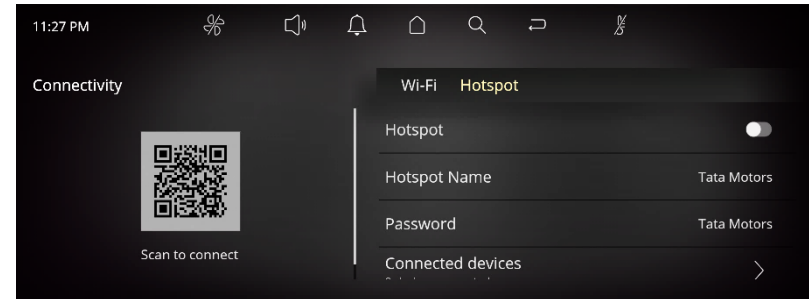 11:27 PM
Connectivity
Wi-Fi Hotspot
Hotspot
Hotspot Name Tata Motors
Password Tata Motors
Connected devices
Scan to connect